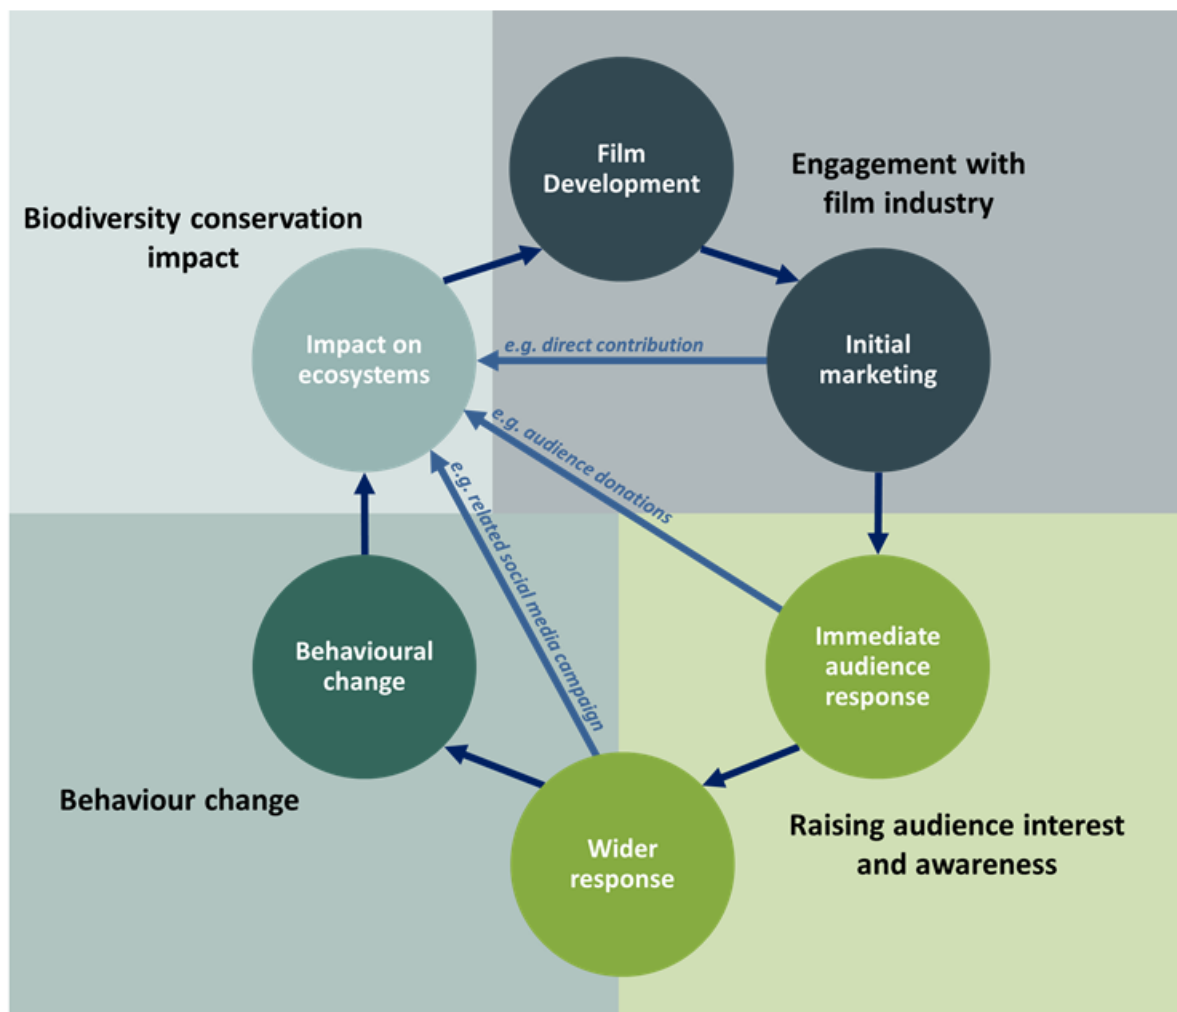 Film
Development
Engagement with
film industry
Biodiversity conservation
impact
Impact on
ecosystems
e.g. direct contribution
Initial
marketing
e.g. audience donations
e.g. related social media campaign
Behavioural
change
Immediate
audience
response
Behaviour change
Wider
response
Raising audience interest
and awareness